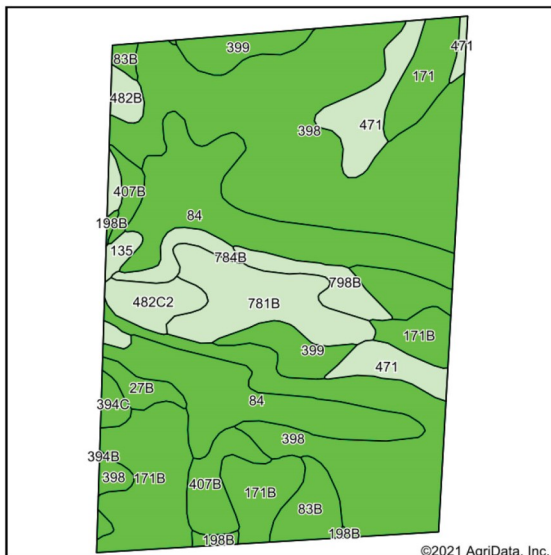 399
471
83B
171
482B
398
471
407B
198B
84
135
784B
798B
482C2
781B
171B
399
471
27B
84
394C
398
394B
398
171B
407B
171B
83B
198B
198B
©2021 AgriData, Inc.